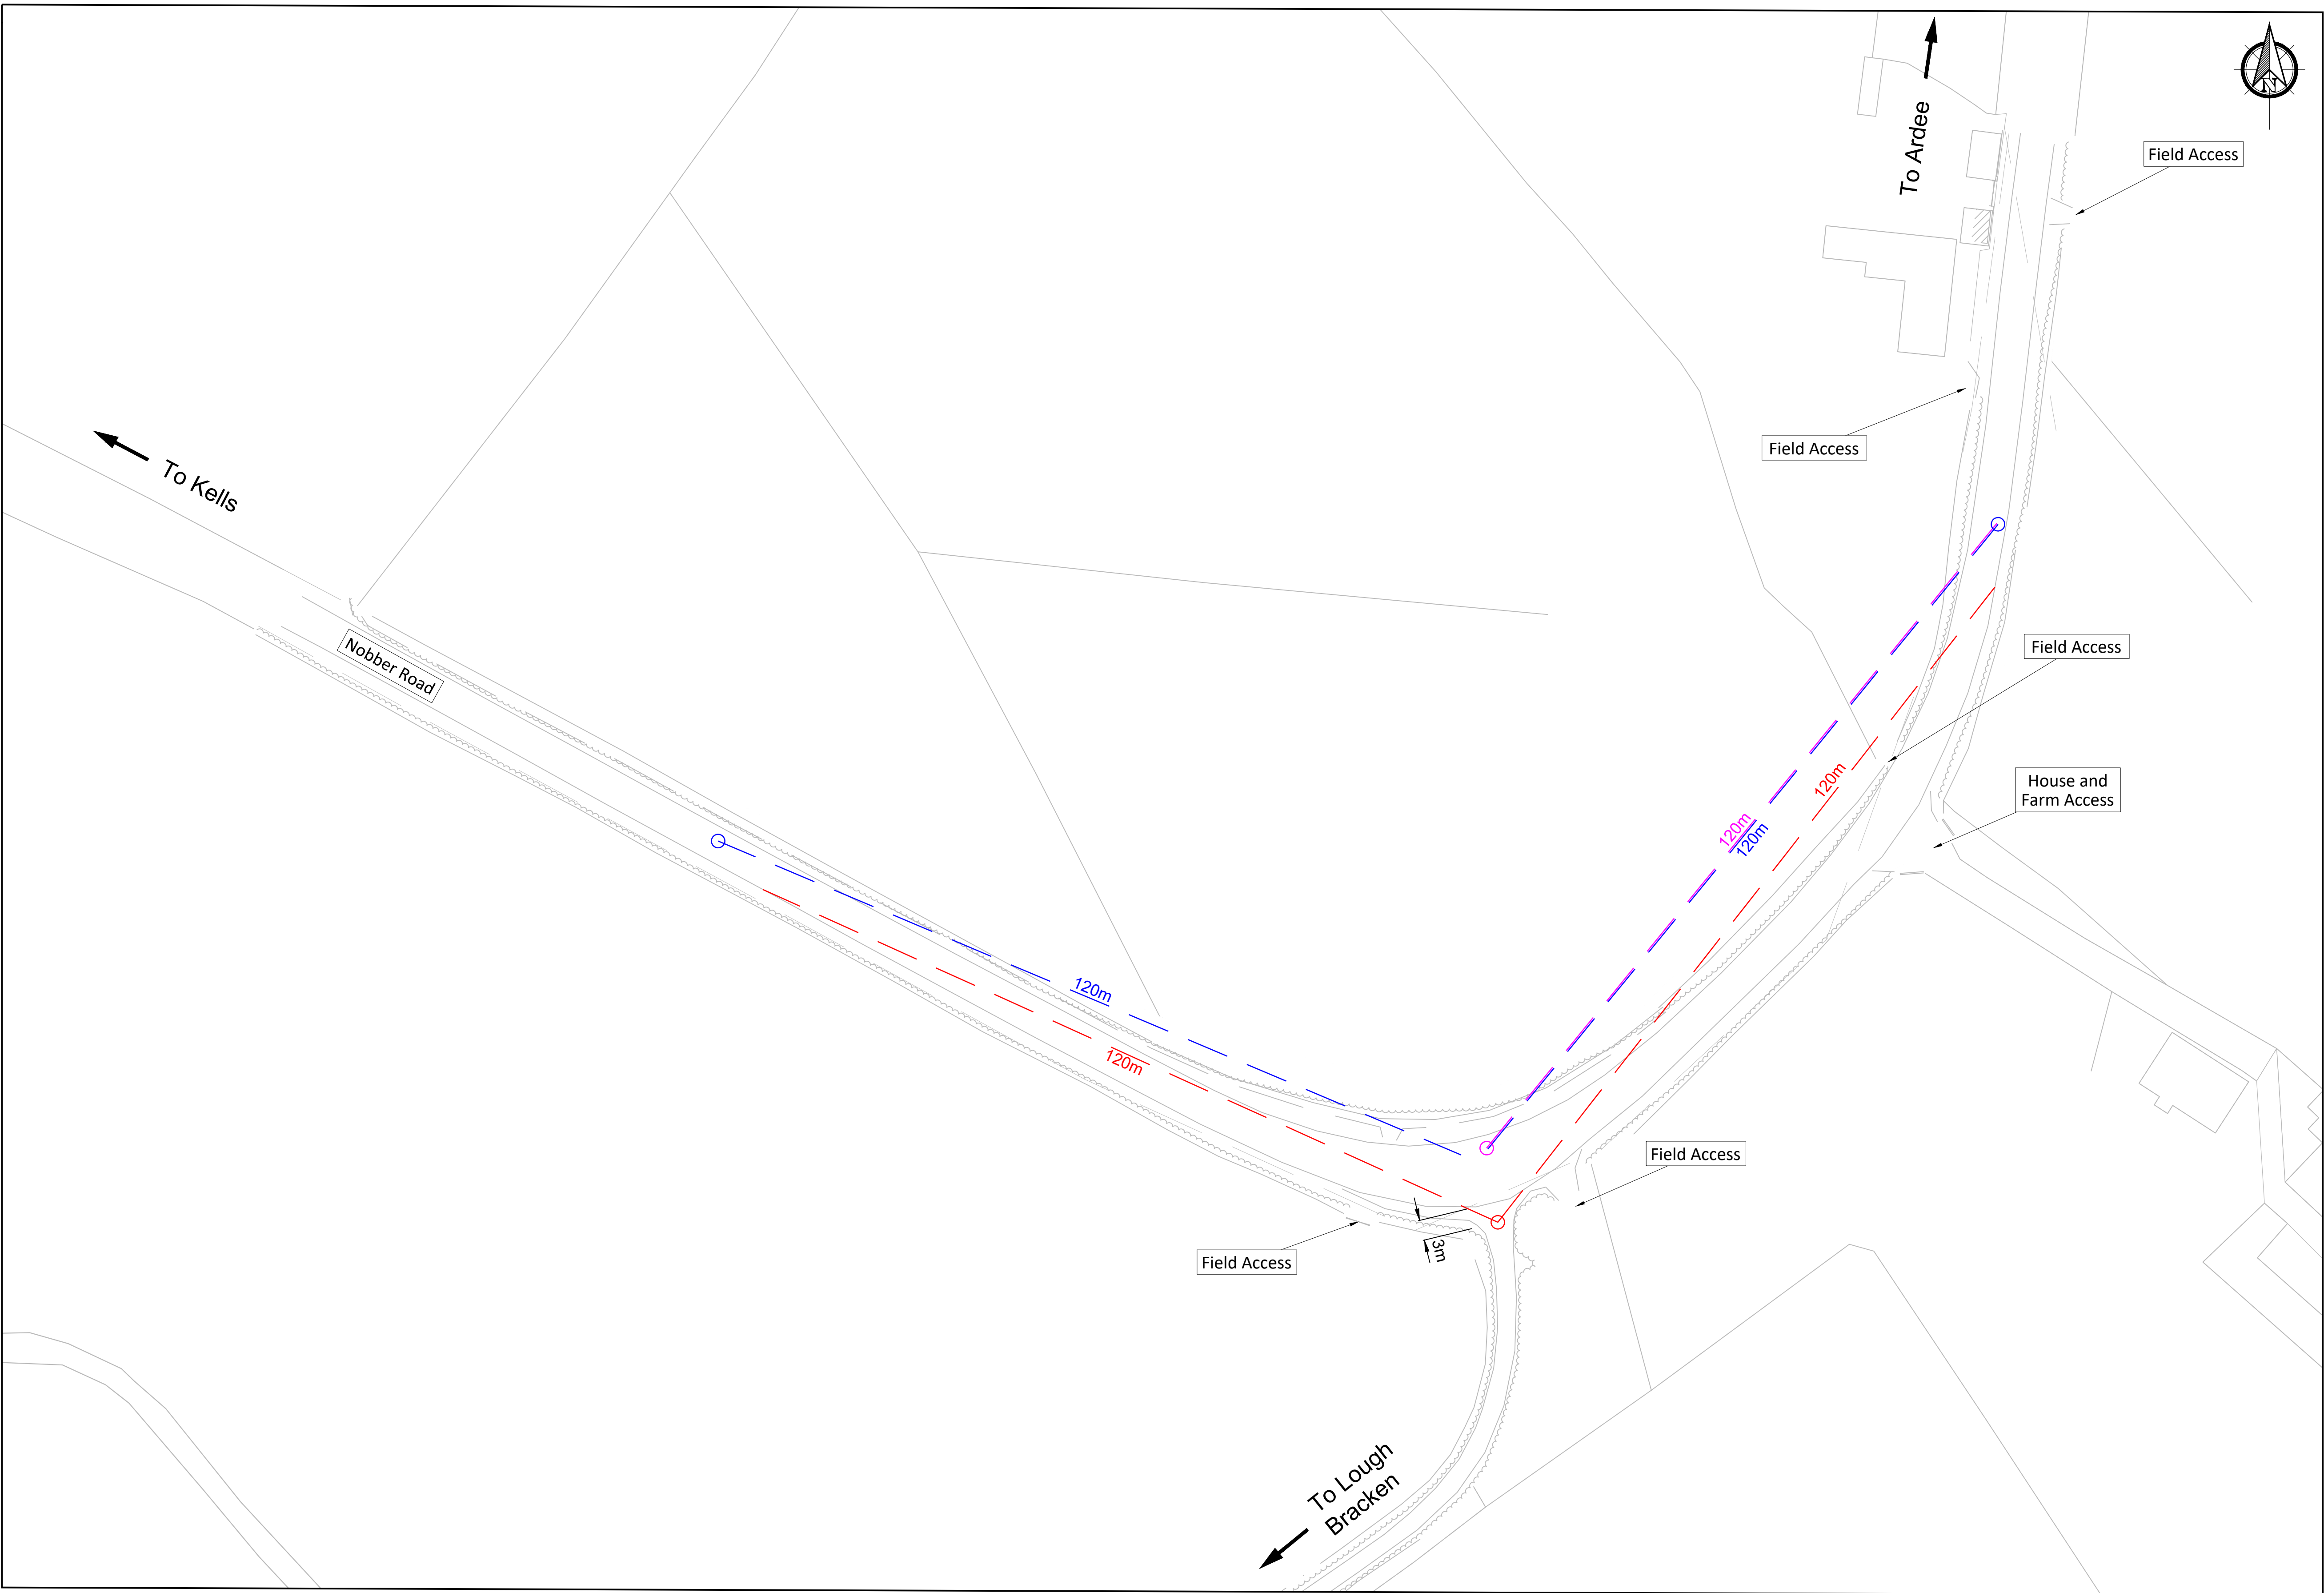 To Ardee
N
Field Access
Field Access
To Kells
Nobber Road
Field Access
House and
Farm Access
120m
120m
120m
120m
120m
Field Access
3m
Field Access
To Lough
Bracken